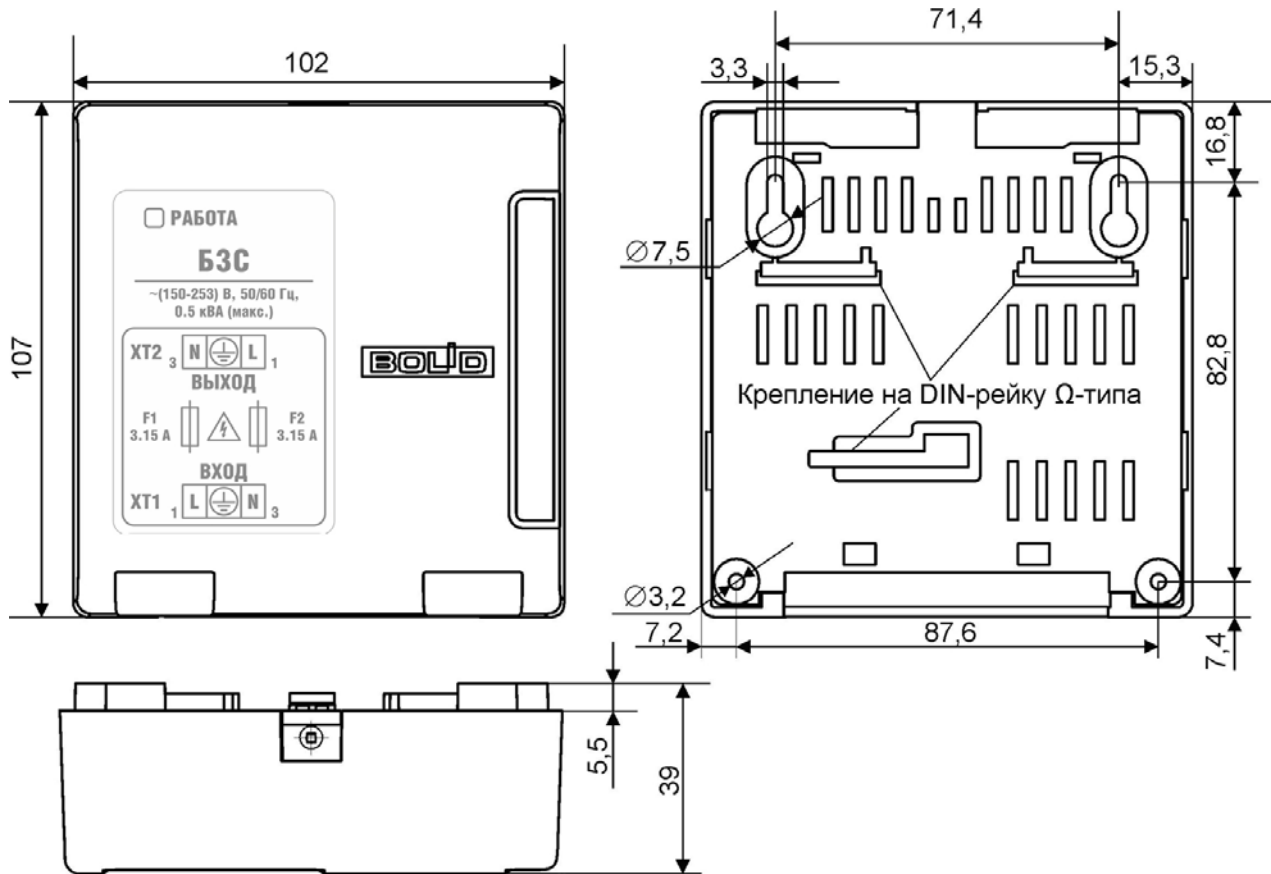 102
107
РАБОТА
БЗС
~(150-253) В, 50/60 Гц,
0.5 кВА (макс.)
XT2 3 N L 1
ВЫХОД
F1
3.15 А
F2
3.15 А
ВХОД
XT1 1 L N 3
BOLID
71,4
3,3
15,3
16,8
∅7,5
82,8
Крепление на DIN-рейку Ω-типа
∅3,2
7,2
87,6
7,4
5,5
39